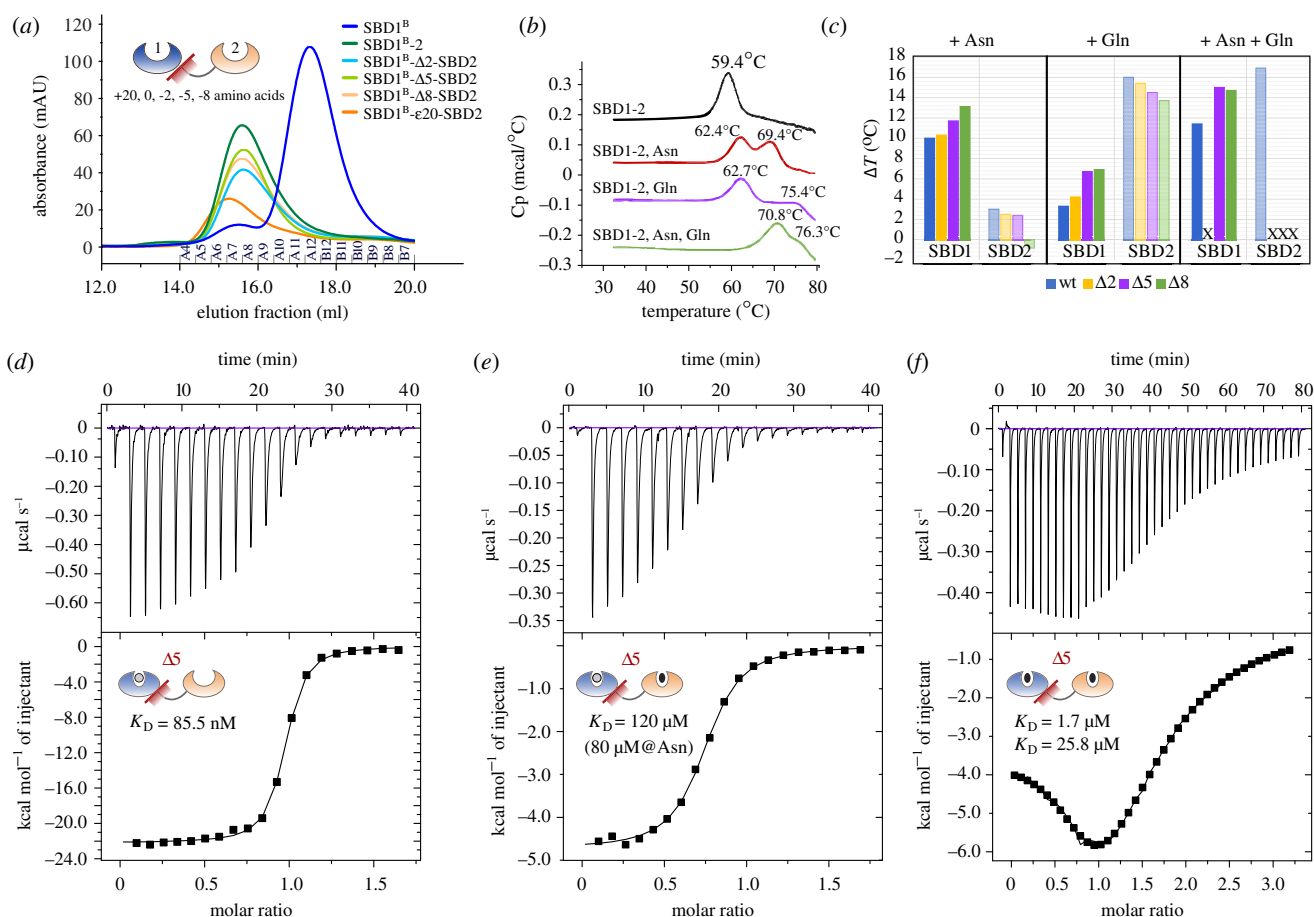 (a)
120
100
80
60
40
20
0
absorbance (mAU)
1
2
+20, 0, -2, -5, -8 amino acids
SBD1ᴮ
SBD1ᴮ-2
SBD1ᴮ-Δ2-SBD2
SBD1ᴮ-Δ5-SBD2
SBD1ᴮ-Δ8-SBD2
SBD1ᴮ-ε20-SBD2
A4 A5 A6 A7 A8 A9 A10 A11 A12 B12 B11 B10 B9 B8 B7
12.0 14.0 16.0 18.0 20.0
elution fraction (ml)
(b)
Cp (mcal/°C)
0.3
0.2
0.1
0
−0.1
−0.2
−0.3
59.4°C
SBD1-2
62.4°C 69.4°C
SBD1-2, Asn
62.7°C
75.4°C
SBD1-2, Gln
70.8°C
76.3°C
SBD1-2, Asn, Gln
30 40 50 60 70 80
temperature (°C)
(c)
+ Asn + Gln + Asn + Gln
ΔT (°C)
18
16
14
12
10
8
6
4
2
0
−2
X XXX
SBD1 SBD2 SBD1 SBD2 SBD1 SBD2
wt Δ2 Δ5 Δ8
(d)
time (min)
0 10 20 30 40
µcal s⁻¹
0
−0.10
−0.20
−0.30
−0.40
−0.50
−0.60
kcal mol⁻¹ of injectant
0
−4.0
−8.0
−12.0
−16.0
−20.0
−24.0
Δ5
K_D = 85.5 nM
0 0.5 1.0 1.5
molar ratio
(e)
time (min)
0 10 20 30 40
µcal s⁻¹
0
−0.05
−0.10
−0.15
−0.20
−0.25
−0.30
−0.35
kcal mol⁻¹ of injectant
−1.0
−2.0
−3.0
−4.0
−5.0
Δ5
K_D = 120 µM
(80 µM@Asn)
0 0.5 1.0 1.5
molar ratio
(f)
time (min)
0 10 20 30 40 50 60 70 80
µcal s⁻¹
0
−0.10
−0.20
−0.30
−0.40
kcal mol⁻¹ of injectant
−1.0
−2.0
−3.0
−4.0
−5.0
−6.0
Δ5
K_D = 1.7 µM
K_D = 25.8 µM
0 0.5 1.0 1.5 2.0 2.5 3.0
molar ratio